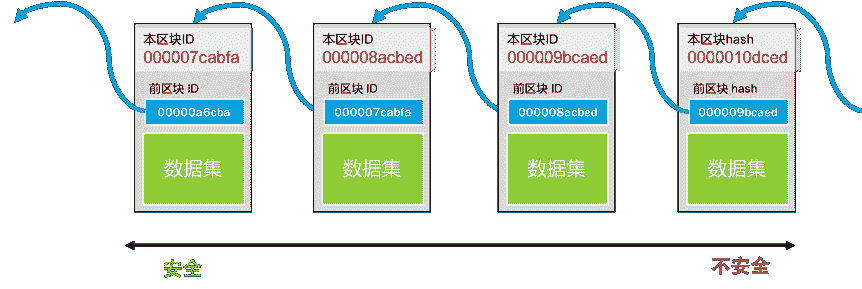 本区块ID
000007cabfa
前区块 ID
00000a6cba
数据集
本区块ID
000008acbed
前区块 ID
000007cabfa
数据集
本区块ID
000009bcaed
前区块 ID
000008acbed
数据集
本区块hash
0000010dced
前区块 hash
000009bcaed
数据集
安全
不安全